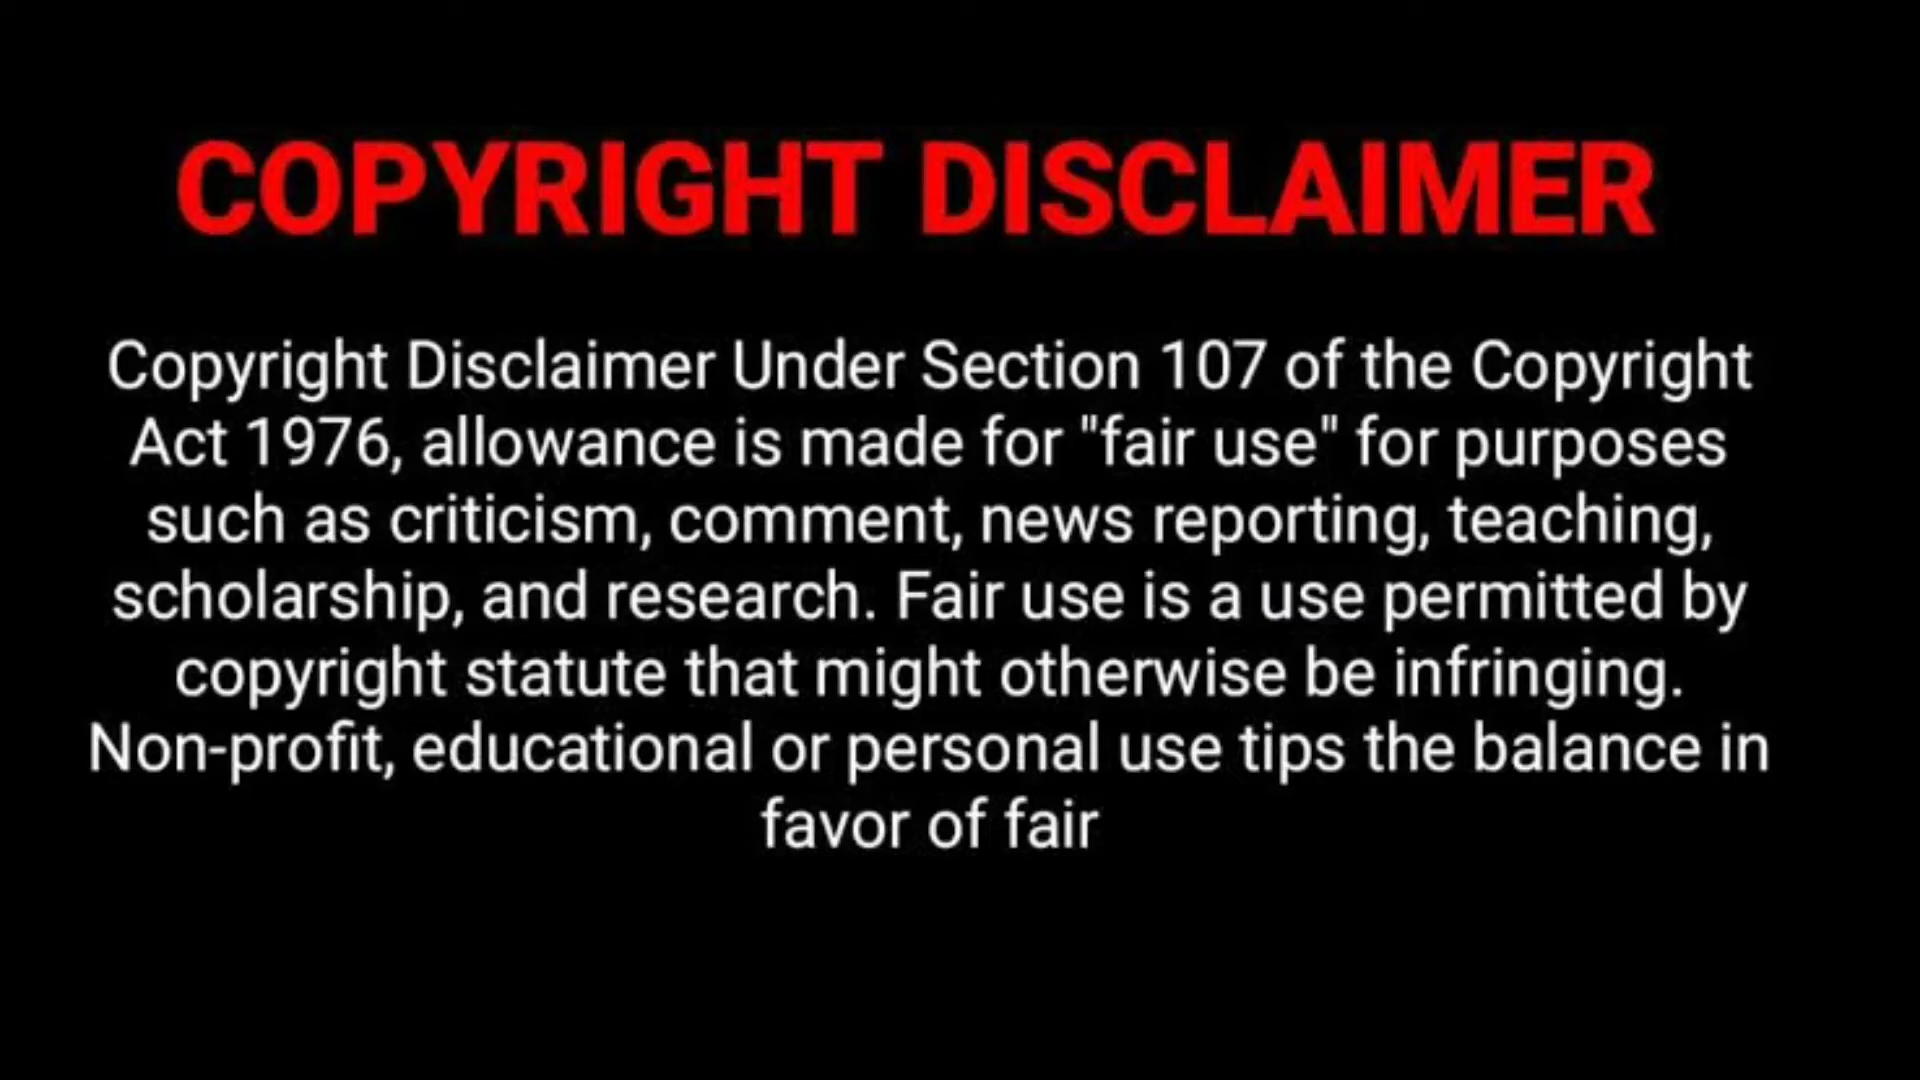 COPYRIGHT DISCLAIMER
Copyright Disclaimer Under Section 107 of the Copyright
Act 1976, allowance is made for "fair use" for purposes
such as criticism, comment, news reporting, teaching,
scholarship, and research. Fair use is a use permitted by
copyright statute that might otherwise be infringing.
Non-profit, educational or personal use tips the balance in
favor of fair